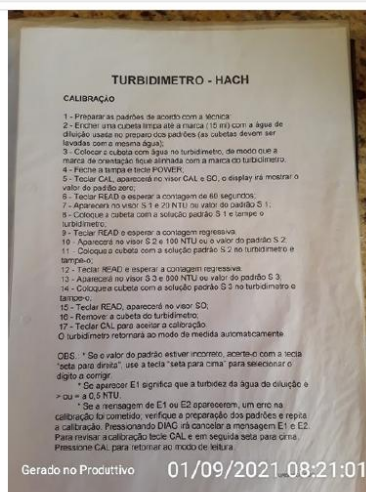 TURBIDIMETRO - HACH
CALIBRAÇÃO
1 - Preparar as padrões de acordo com a técnica:
2 - Encher uma cubeta limpa até a marca (15 ml) com a água de
diluição usada no preparo dos padrões (as cubetas devem ser
lavadas com a mesma água);
3 - Colocar a cubeta com água no turbidimetro, de modo que a
marca de orientação fique alinhada com a marca do turbidimetro.
4 - Feche a tampa e tecle POWER;
5 - Teclar CAL, aparecerá no visor CAL e SO, o display irá mostrar o
valor do padrão zero;
6 - Teclar READ e esperar a contagem de 60 segundos;
7 - Aparecerá no visor S 1 e 20 NTU ou valor do padrão S 1;
8 - Coloque a cubeta com a solução padrão S 1 e tampe o
turbidimetro;
9 - Teclar READ e esperar a contagem regressiva.
10 - Aparecerá no visor S 2 e 100 NTU ou o valor do padrão S 2;
11 - Coloque a cubeta com a solução padrão S 2 no turbidimetro e
tampe-o;
12 - Teclar READ e esperar a contagem regressiva.
13 - Aparecerá no visor S 3 e 800 NTU ou valor do padrão S 3;
14 - Coloque a cubeta com a solução padrão S 3 no turbidimetro e
tampe-o;
15 - Teclar READ, aparecerá no visor SO;
16 - Remover a cubeta do turbidimetro;
17 - Teclar CAL para aceitar a calibração.
O turbidimetro retornará ao modo de medida automaticamente.
OBS.: * Se o valor do padrão estiver incorreto, acerte-o com a tecla
"seta para direita", use a tecla "seta para cima" para selecionar o
digito a corrigir.
* Se aparecer E1 significa que a turbidez da água de diluição é
> ou = a 0,5 NTU.
* Se a mensagem de E1 ou E2 aparecerem, um erro na
calibração foi cometido; verifique a preparação dos padrões e repita
a calibração. Pressionando DIAG irá cancelar a mensagem E1 e E2.
Para revisar a calibração tecle CAL e em seguida seta para cima.
Pressione CAL para retornar ao modo de leitura.
Gerado no Produttivo 01/09/2021 08:21:01